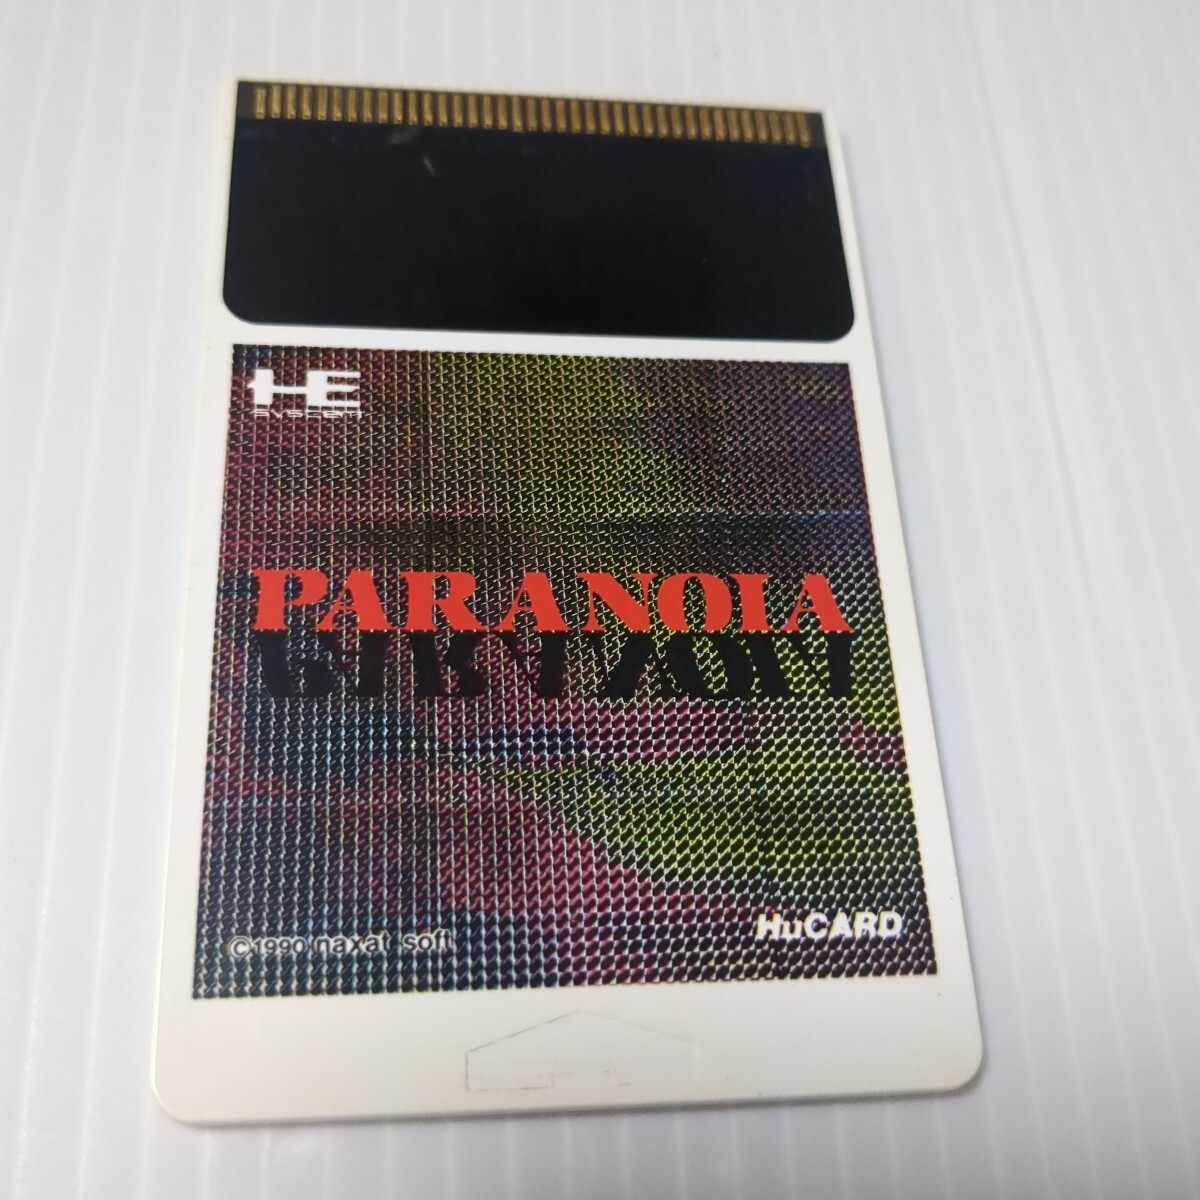 HE
SYSTEM
PARANOIA
©1990 naxat soft
HuCARD